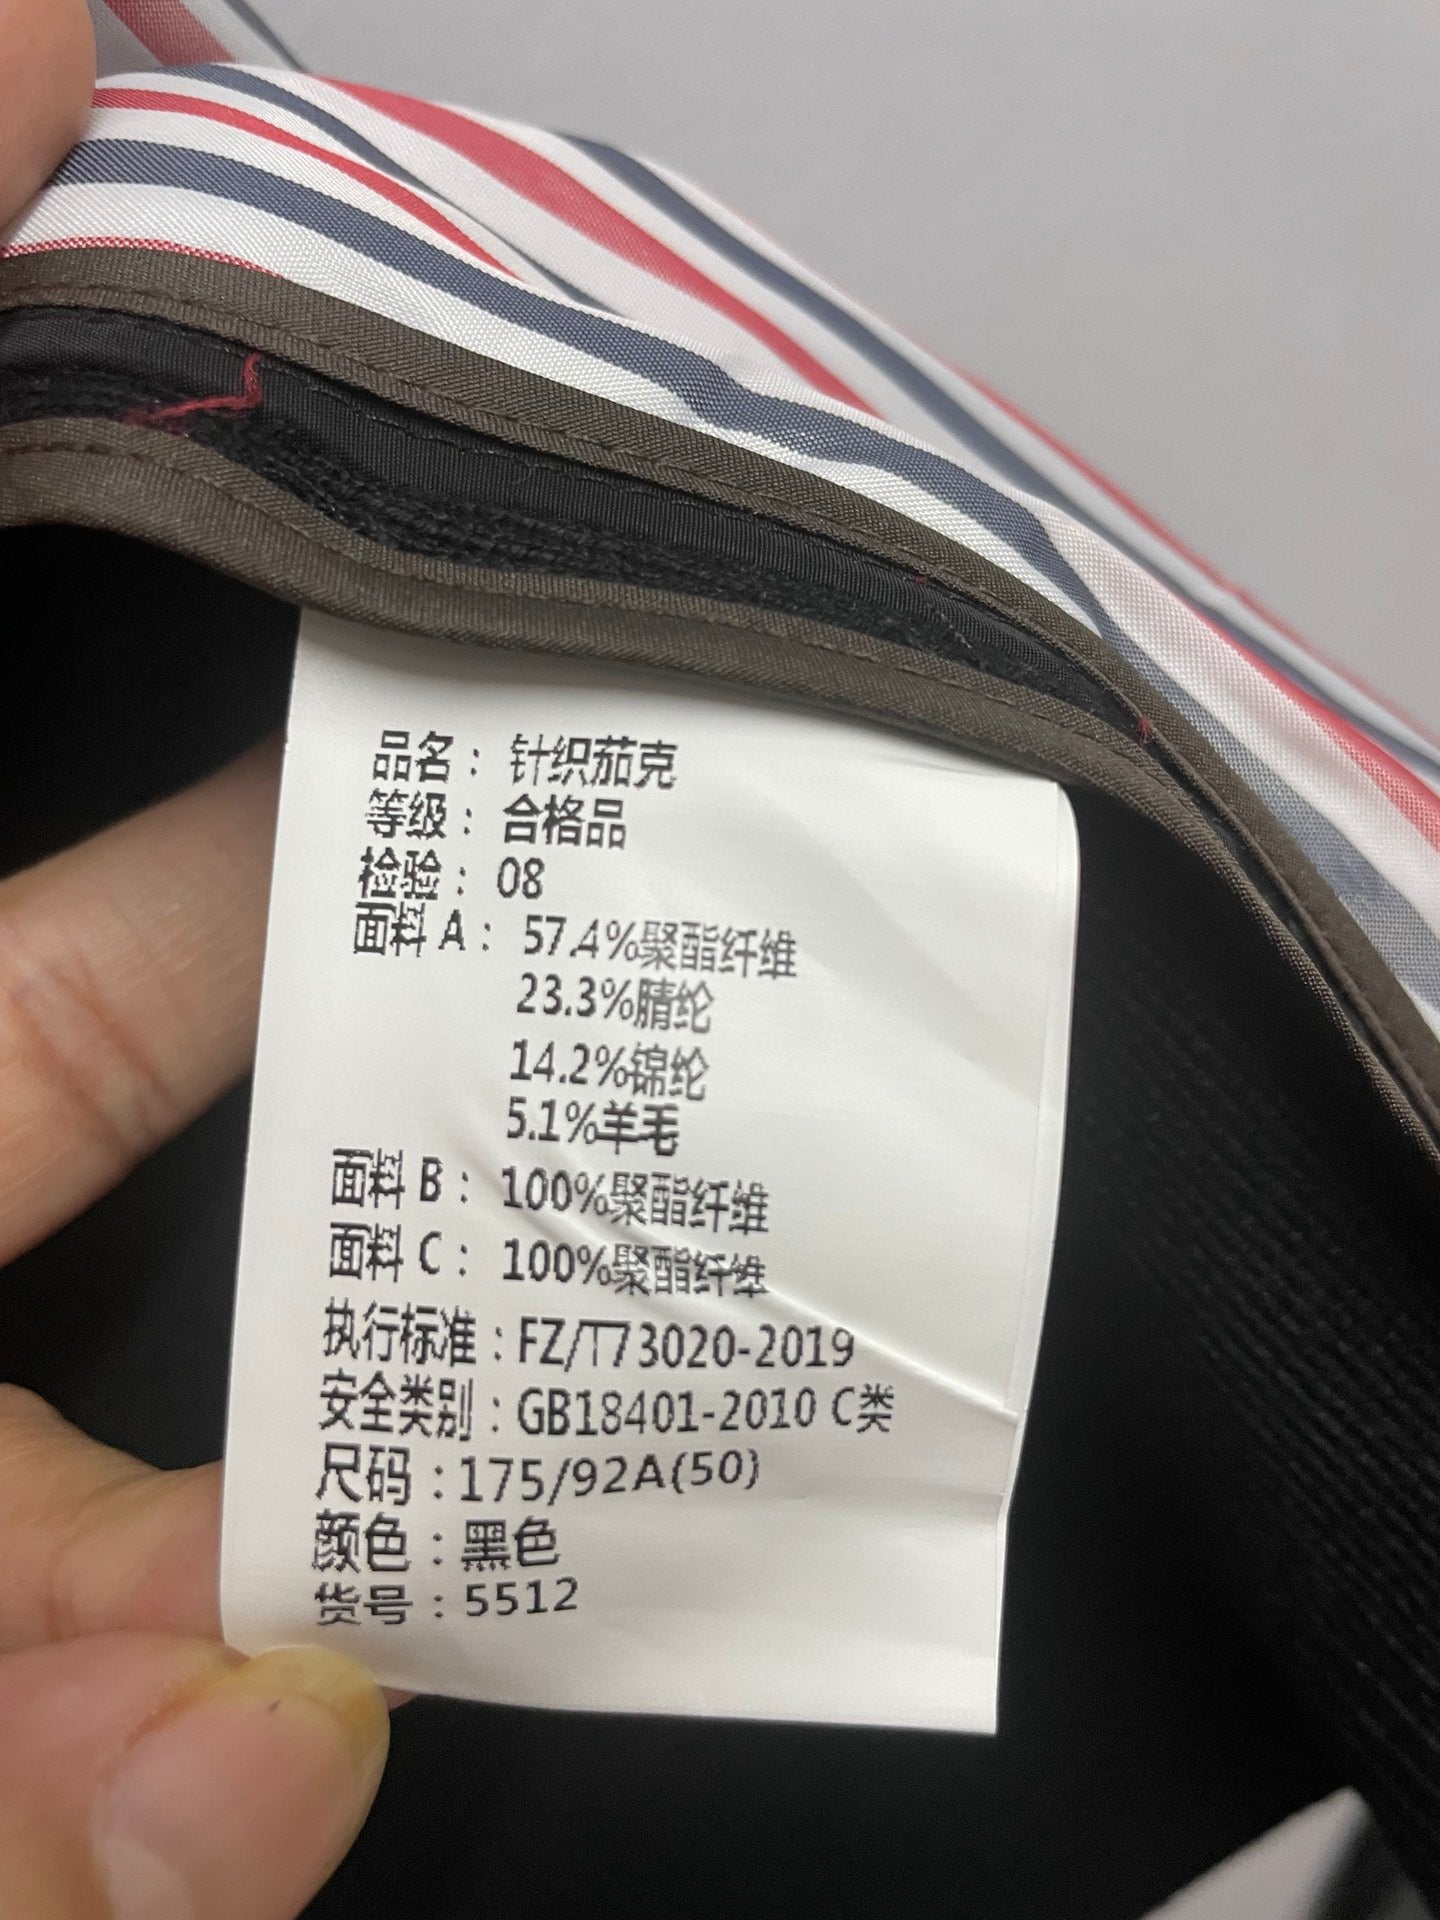 品名：针织茄克
等级：合格品
检验：08
面料 A：57.4%聚酯纤维
23.3%腈纶
14.2%锦纶
5.1%羊毛
面料 B：100%聚酯纤维
面料 C：100%聚酯纤维
执行标准：FZ/T73020-2019
安全类别：GB18401-2010 C类
尺码：175/92A(50)
颜色：黑色
货号：5512